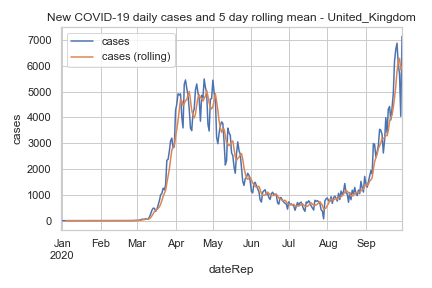 New COVID-19 daily cases and 5 day rolling mean - United_Kingdom
cases
cases (rolling)
7000
6000
5000
4000
3000
2000
1000
0
cases
Jan Feb Mar Apr May Jun Jul Aug Sep
2020
dateRep